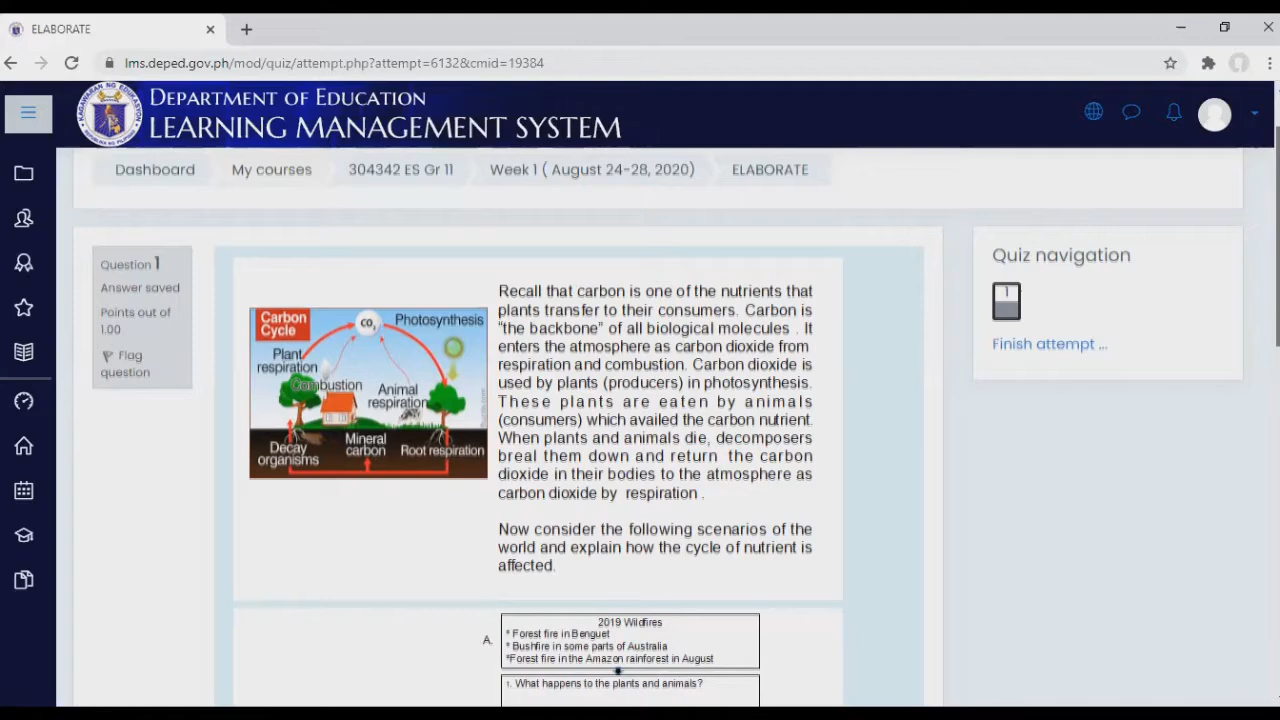 ELABORATE
lms.deped.gov.ph/mod/quiz/attempt.php?attempt=6132&cmid=19384
DEPARTMENT OF EDUCATION
LEARNING MANAGEMENT SYSTEM
Dashboard
My courses
304342 ES Gr 11
Week 1 ( August 24-28, 2020)
ELABORATE
Question 1
Answer saved
Points out of
1.00
Flag
question
Carbon
Cycle
CO₂
Photosynthesis
Plant
respiration
Combustion
Animal
respiration
Decay
organisms
Mineral
carbon
Root respiration
Recall that carbon is one of the nutrients that
plants transfer to their consumers. Carbon is
“the backbone” of all biological molecules . It
enters the atmosphere as carbon dioxide from
respiration and combustion. Carbon dioxide is
used by plants (producers) in photosynthesis.
These plants are eaten by animals
(consumers) which availed the carbon nutrient.
When plants and animals die, decomposers
breal them down and return the carbon
dioxide in their bodies to the atmosphere as
carbon dioxide by respiration .
Now consider the following scenarios of the
world and explain how the cycle of nutrient is
affected.
A.
2019 Wildfires
* Forest fire in Benguet
* Bushfire in some parts of Australia
*Forest fire in the Amazon rainforest in August
1. What happens to the plants and animals?
Quiz navigation
1
Finish attempt ...